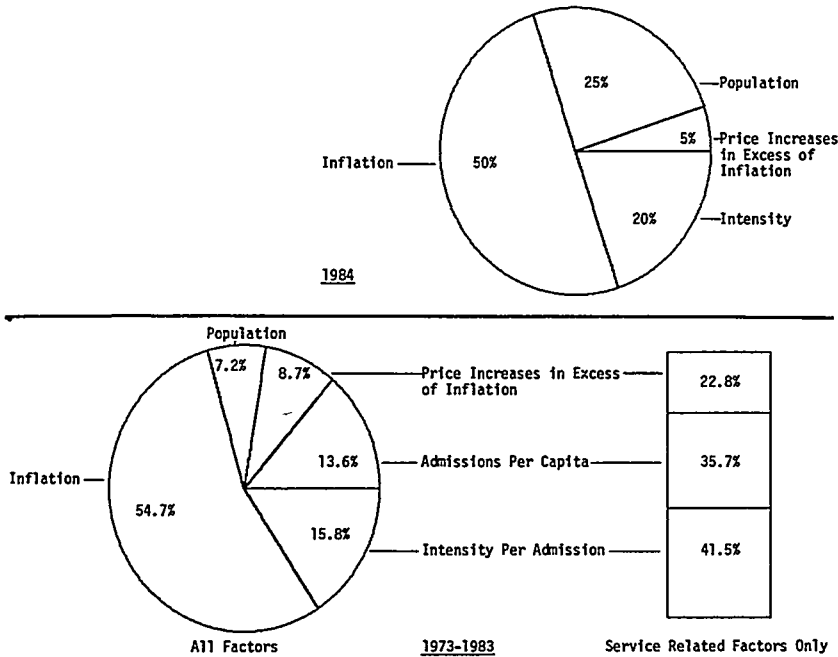 25%
Population
5%
Price Increases
in Excess of
Inflation
Inflation
50%
20%
Intensity
1984
Population
7.2%
8.7%
Price Increases in Excess
of Inflation
22.8%
13.6%
Admissions Per Capita
35.7%
Inflation
54.7%
15.8%
Intensity Per Admission
41.5%
All Factors
1973-1983
Service Related Factors Only